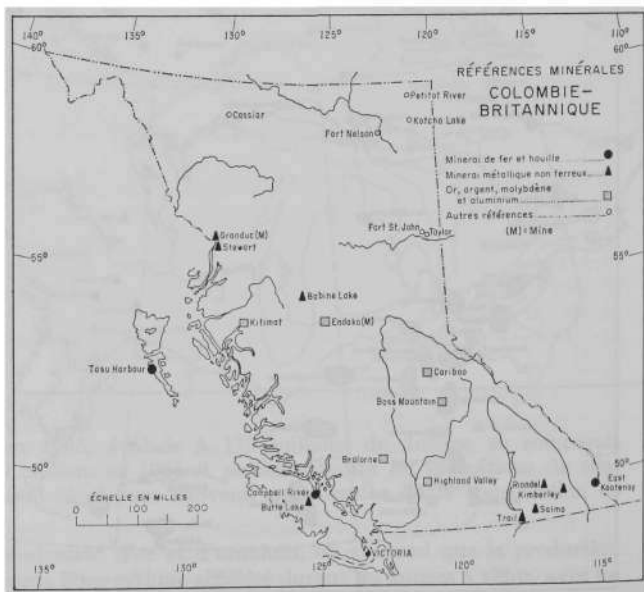 140° 135° 130° 125° 120° 115° 110°
60° 60°
RÉFÉRENCES MINÉRALES
COLOMBIE-
BRITANNIQUE
Petitot River
Cassiar
Kotcho Lake
Fort Nelson
Minerai de fer et houille
Minerai métallique non ferreux
Or, argent, molybdène
et aluminium
Autres références
(M) = Mine
Fort St. John
Taylor
Granduc (M)
Stewart
55° 55°
Babine Lake
Kitimat
Endako (M)
Tasu Harbour
Cariboo
Boss Mountain
50° 50°
Bralorne
Highland Valley
ÉCHELLE EN MILLES
100 0 100 200
Campbell River
Butte Lake
Riondel
Kimberley
East
Kootenay
Salmo
Trail
VICTORIA
135° 130° 125° 120° 115°